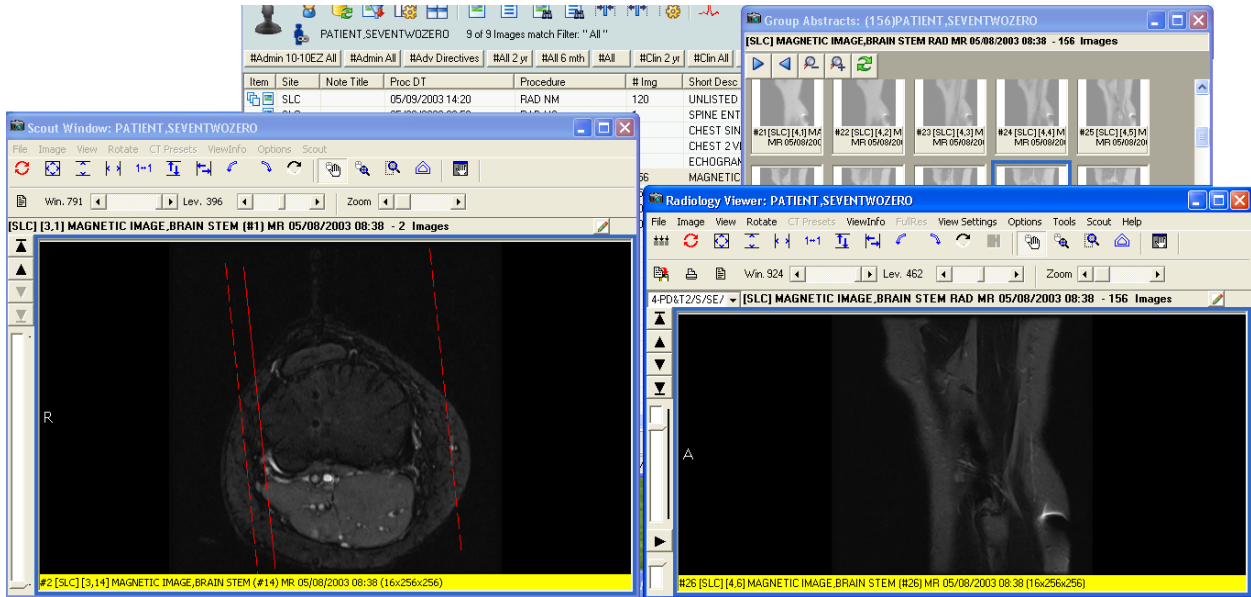 PATIENT,SEVENTWOZERO 9 of 9 Images match Filter: " All "
#Admin 10-10EZ All #Admin All #Adv Directives #All 2 yr #All 6 mth #All #Clin 2 yr #Clin All
Item Site Note Title Proc DT Procedure # Img Short Desc
SLC 05/09/2003 14:20 RAD NM 120 UNLISTED
SLC
SPINE ENT
CHEST SIN
CHEST 2 VI
ECHOGRAM
MAGNETIC
Group Abstracts: (156)PATIENT,SEVENTWOZERO
[SLC] MAGNETIC IMAGE,BRAIN STEM RAD MR 05/08/2003 08:38 - 156 Images
#21 [SLC] [4,1] MA #22 [SLC] [4,2] M #23 [SLC] [4,3] M #24 [SLC] [4,4] M #25 [SLC] [4,5] M
MR 05/08/200 MR 05/08/20 MR 05/08/20 MR 05/08/20 MR 05/08/20
Scout Window: PATIENT,SEVENTWOZERO
File Image View Rotate CT Presets ViewInfo Options Scout
1-1
Win. 791 Lev. 396 Zoom
[SLC] [3,1] MAGNETIC IMAGE,BRAIN STEM (#1) MR 05/08/2003 08:38 - 2 Images
R
#2 [SLC] [3,14] MAGNETIC IMAGE,BRAIN STEM (#14) MR 05/08/2003 08:38 (16x256x256)
Radiology Viewer: PATIENT,SEVENTWOZERO
File Image View Rotate CT Presets ViewInfo FullRes View Settings Options Tools Scout Help
1-1
Win. 924 Lev. 462 Zoom
4-PD&T2/S/SE/ [SLC] MAGNETIC IMAGE,BRAIN STEM RAD MR 05/08/2003 08:38 - 156 Images
A
#26 [SLC] [4,6] MAGNETIC IMAGE,BRAIN STEM (#26) MR 05/08/2003 08:38 (16x256x256)